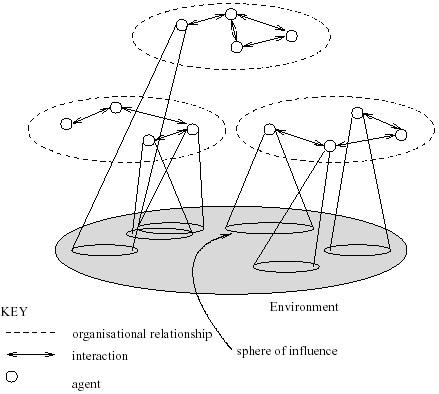 Environment
KEY
organisational relationship
sphere of influence
interaction
agent